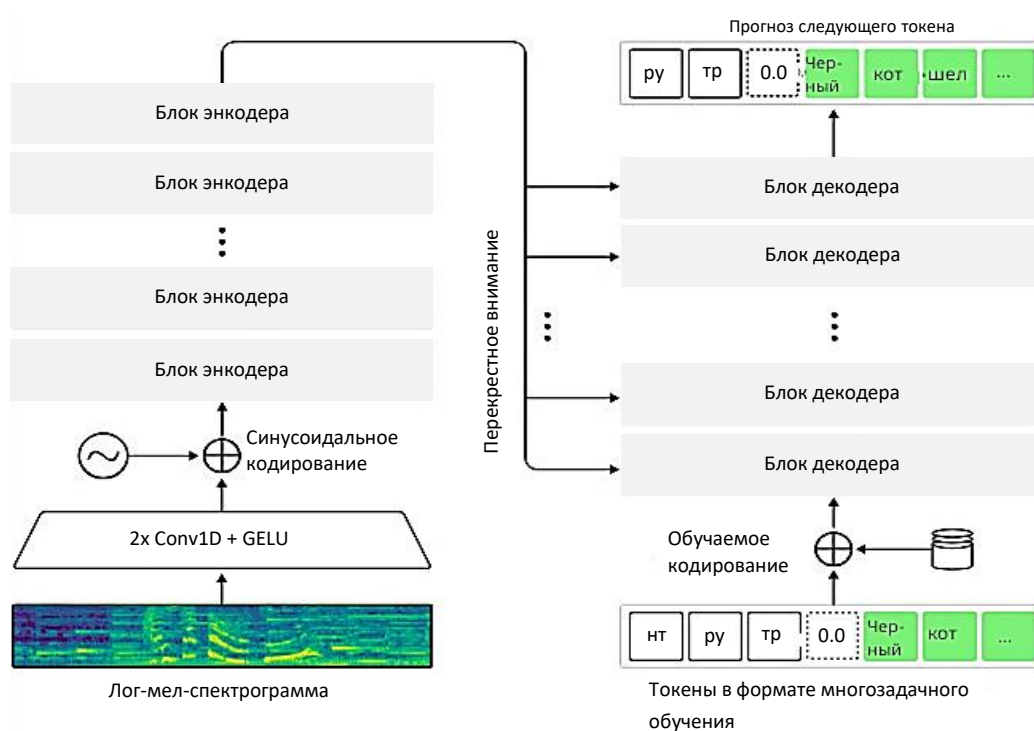 Прогноз следующего токена
ру тр 0.0 Чер-
ный кот шел ...
Блок энкодера
Блок энкодера
Блок энкодера
Блок энкодера
Синусоидальное
кодирование
2x Conv1D + GELU
Лог-мел-спектрограмма
Перекрестное внимание
Блок декодера
Блок декодера
Блок декодера
Блок декодера
Обучаемое
кодирование
нт ру тр 0.0 Чер-
ный кот ...
Токены в формате многозадачного
обучения